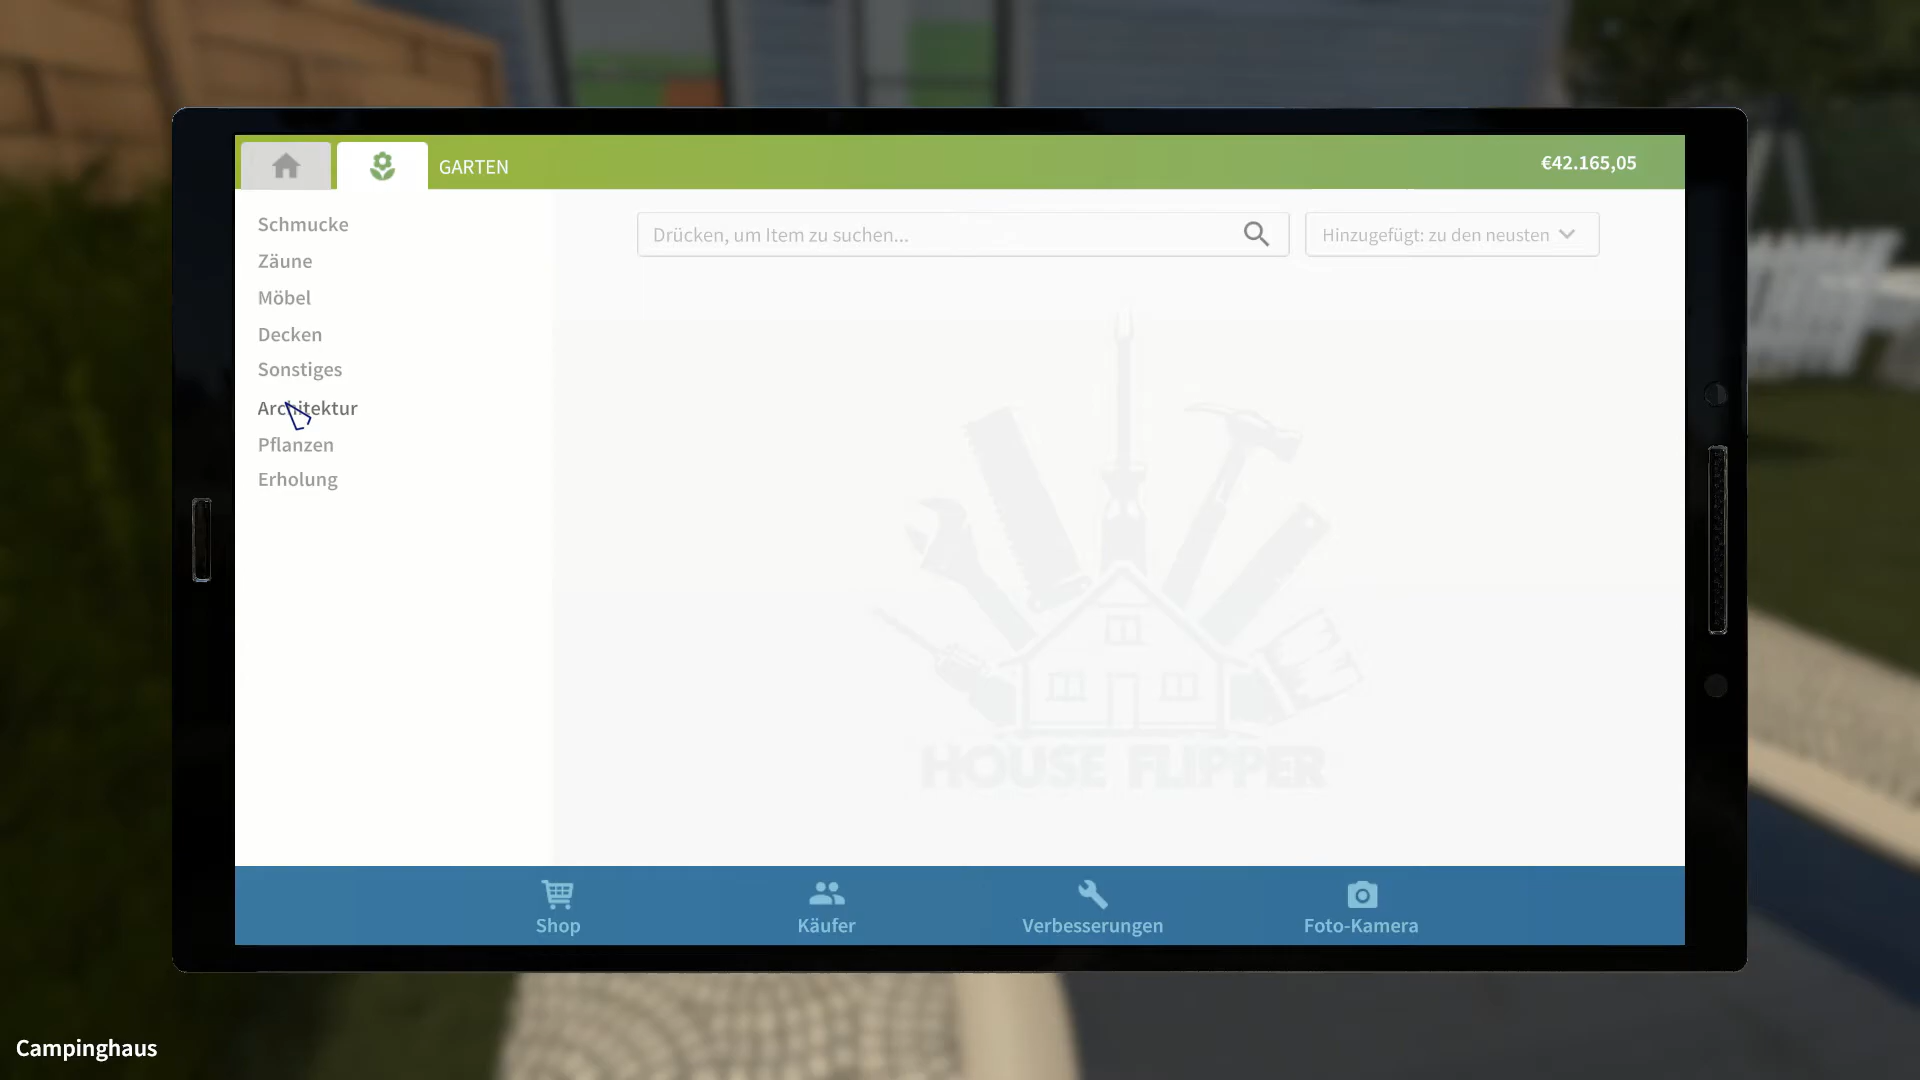 GARTEN
€42.165,05
Schmucke
Zäune
Möbel
Decken
Sonstiges
Architektur
Pflanzen
Erholung
Drücken, um Item zu suchen...
Hinzugefügt: zu den neusten
HOUSE FLIPPER
Shop
Käufer
Verbesserungen
Foto-Kamera
Campinghaus